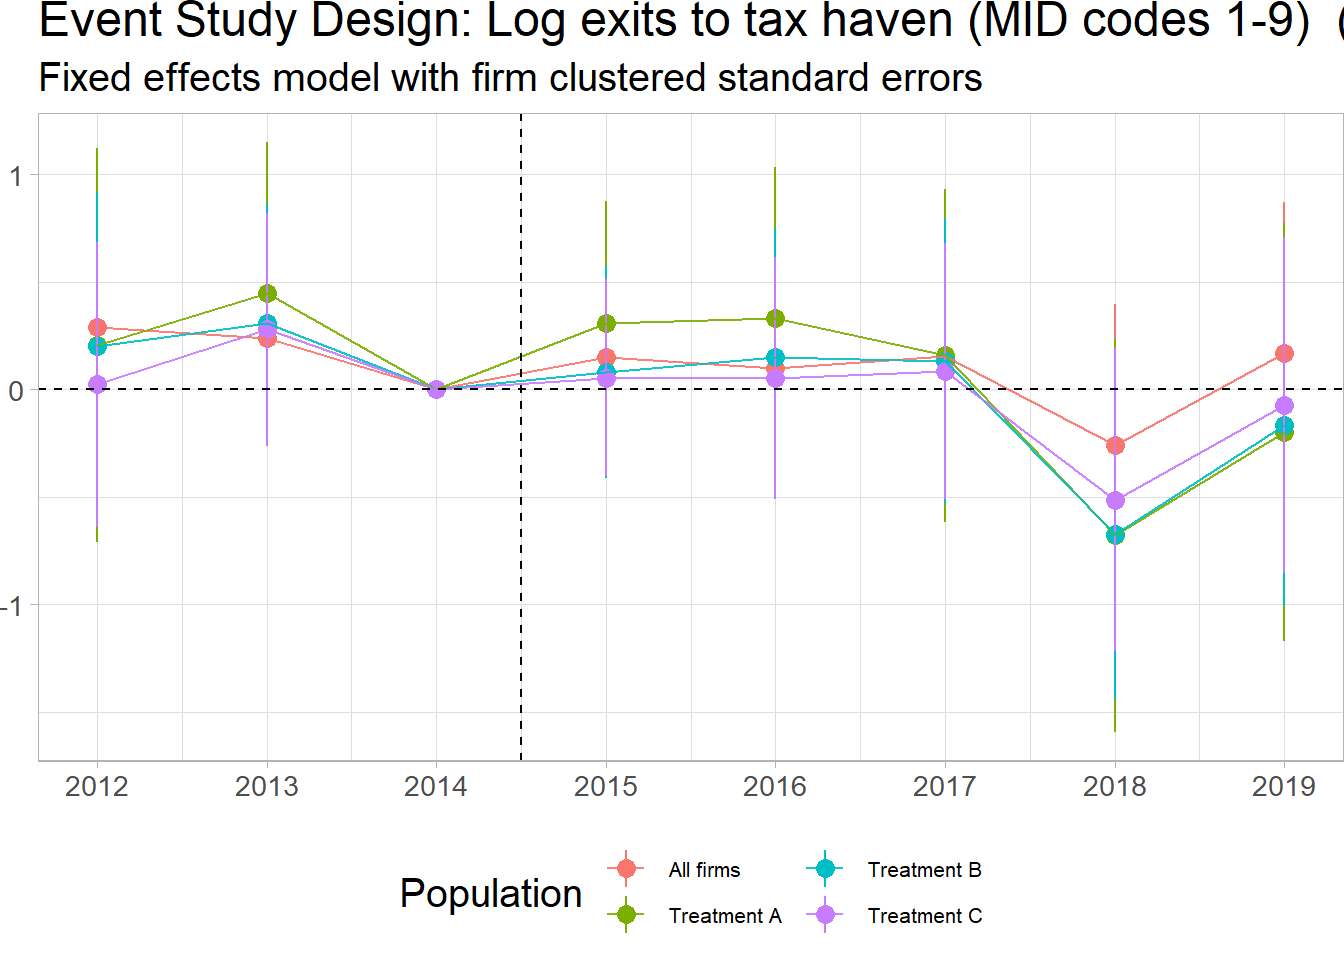 Event Study Design: Log exits to tax haven (MID codes 1-9) (
Fixed effects model with firm clustered standard errors
1
0
-1
2012 2013 2014 2015 2016 2017 2018 2019
Population
All firms
Treatment A
Treatment B
Treatment C